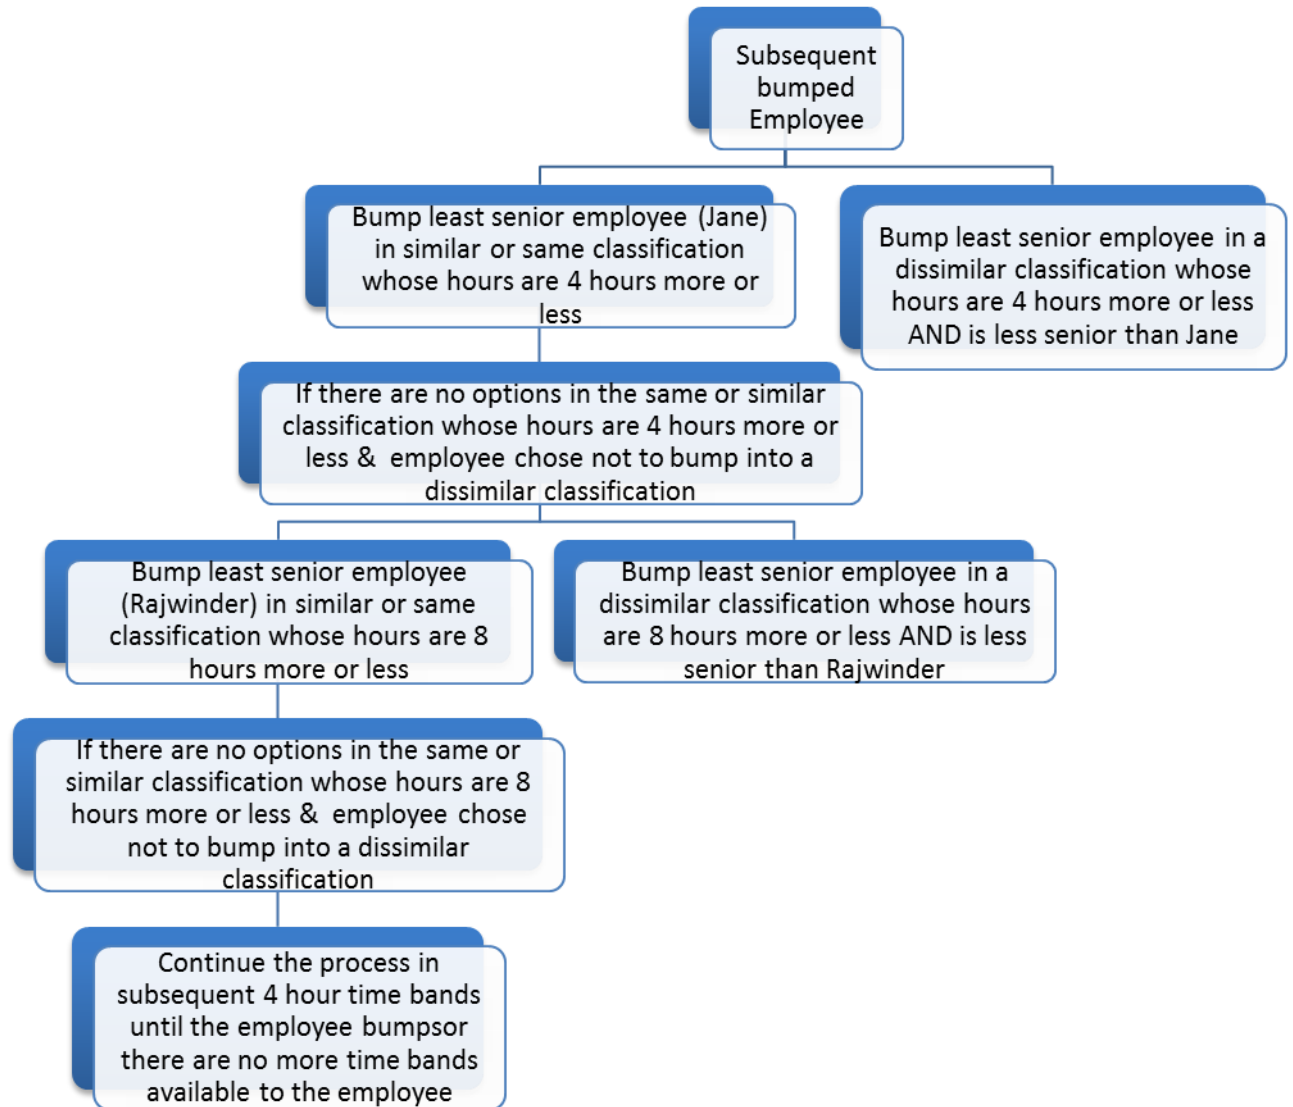 Subsequent
bumped
Employee
Bump least senior employee (Jane)
in similar or same classification
whose hours are 4 hours more or
less
Bump least senior employee in a
dissimilar classification whose
hours are 4 hours more or less
AND is less senior than Jane
If there are no options in the same or similar
classification whose hours are 4 hours more or
less & employee chose not to bump into a
dissimilar classification
Bump least senior employee
(Rajwinder) in similar or same
classification whose hours are 8
hours more or less
Bump least senior employee in a
dissimilar classification whose hours
are 8 hours more or less AND is less
senior than Rajwinder
If there are no options in the same or
similar classification whose hours are 8
hours more or less & employee chose
not to bump into a dissimilar
classification
Continue the process in
subsequent 4 hour time bands
until the employee bumpsor
there are no more time bands
available to the employee